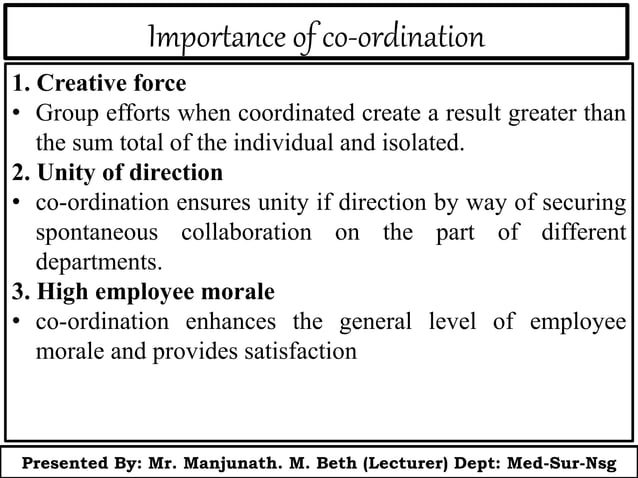 Importance of co-ordination
1. Creative force
• Group efforts when coordinated create a result greater than
the sum total of the individual and isolated.
2. Unity of direction
• co-ordination ensures unity if direction by way of securing
spontaneous collaboration on the part of different
departments.
3. High employee morale
• co-ordination enhances the general level of employee
morale and provides satisfaction
Presented By: Mr. Manjunath. M. Beth (Lecturer) Dept: Med-Sur-Nsg